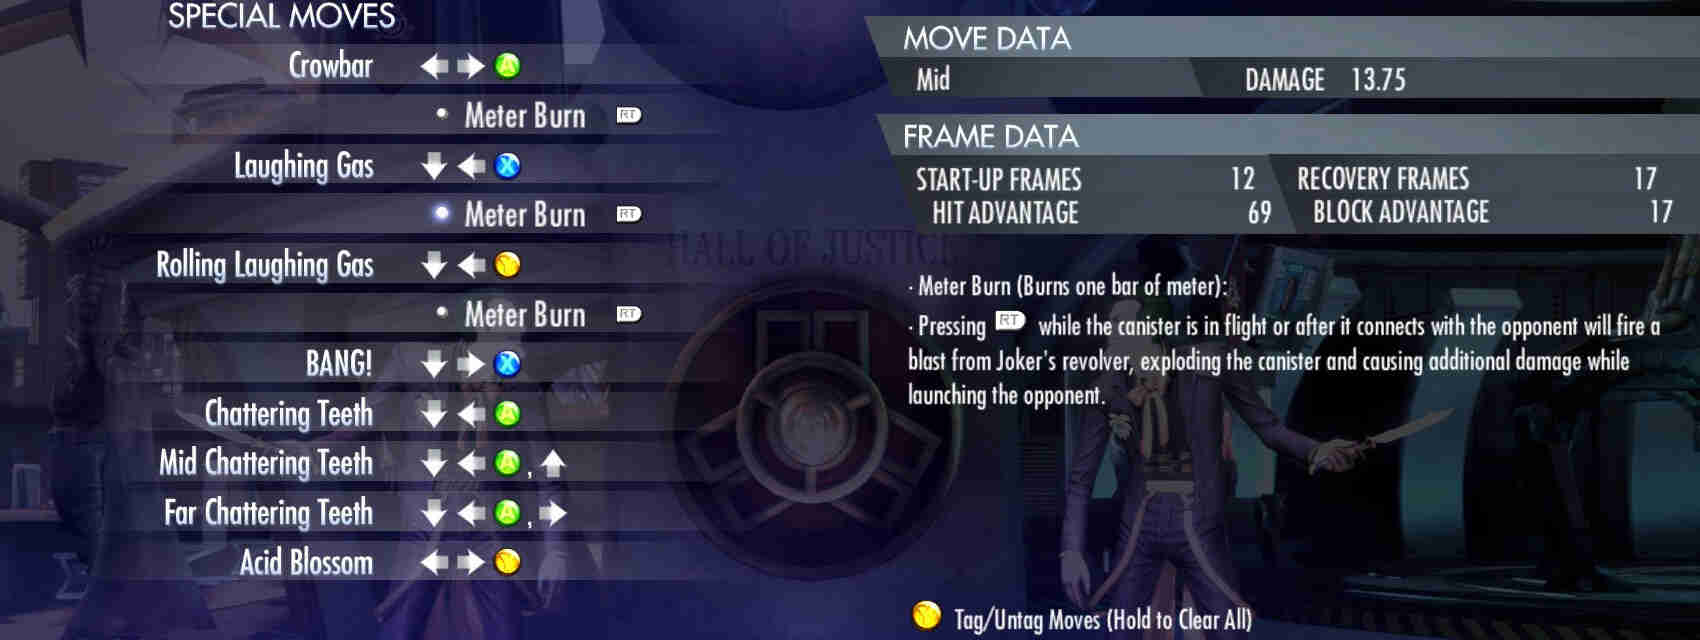 SPECIAL MOVES
Crowbar A
Meter Burn RT
Laughing Gas X
Meter Burn RT
Rolling Laughing Gas Y
Meter Burn RT
BANG! X
Chattering Teeth A
Mid Chattering Teeth A ,
Far Chattering Teeth A ,
Acid Blossom Y
HALL OF JUSTICE
MOVE DATA
Mid DAMAGE 13.75
FRAME DATA
START-UP FRAMES 12 RECOVERY FRAMES 17
HIT ADVANTAGE 69 BLOCK ADVANTAGE 17
· Meter Burn (Burns one bar of meter):
· Pressing RT while the canister is in flight or after it connects with the opponent will fire a
blast from Joker's revolver, exploding the canister and causing additional damage while
launching the opponent.
Y Tag/Untag Moves (Hold to Clear All)